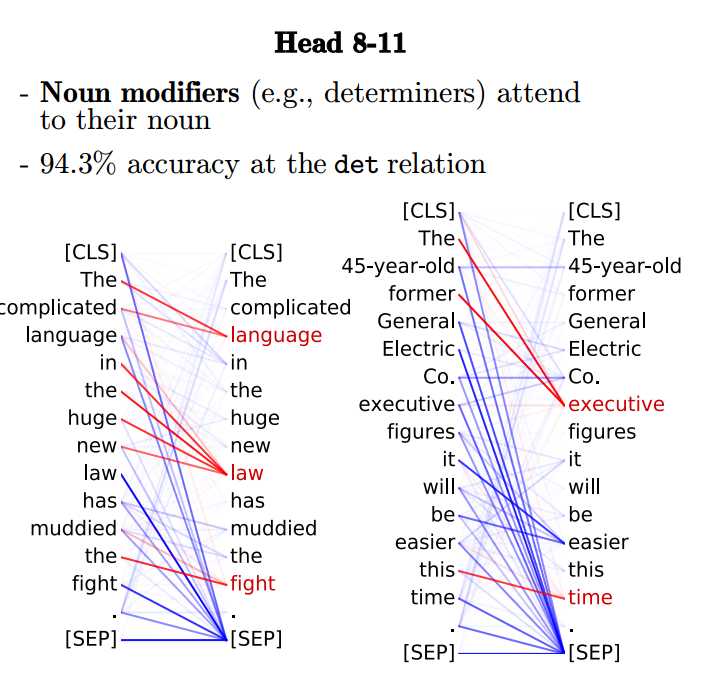 Head 8-11
- Noun modifiers (e.g., determiners) attend
to their noun
- 94.3% accuracy at the det relation
[CLS] [CLS]
The The
complicated complicated
language language
in in
the the
huge huge
new new
law law
has has
muddied muddied
the the
fight fight
. .
[SEP] [SEP]
[CLS] [CLS]
The The
45-year-old 45-year-old
former former
General General
Electric Electric
Co. Co.
executive executive
figures figures
it it
will will
be be
easier easier
this this
time time
. .
[SEP] [SEP]